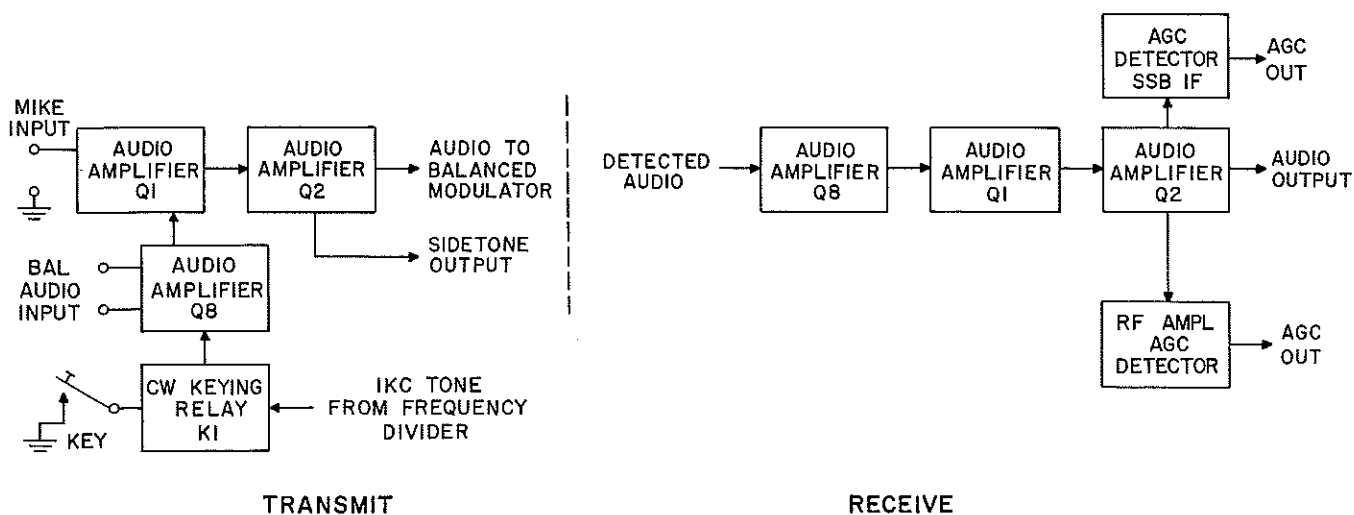 MIKE
INPUT
AUDIO
AMPLIFIER
Q1
AUDIO
AMPLIFIER
Q2
AUDIO TO
BALANCED
MODULATOR
SIDETONE
OUTPUT
BAL
AUDIO
INPUT
AUDIO
AMPLIFIER
Q8
KEY
CW KEYING
RELAY
K1
1KC TONE
FROM FREQUENCY
DIVIDER
TRANSMIT
DETECTED
AUDIO
AUDIO
AMPLIFIER
Q8
AUDIO
AMPLIFIER
Q1
AUDIO
AMPLIFIER
Q2
AUDIO
OUTPUT
AGC
DETECTOR
SSB IF
AGC
OUT
RF AMPL
AGC
DETECTOR
AGC
OUT
RECEIVE